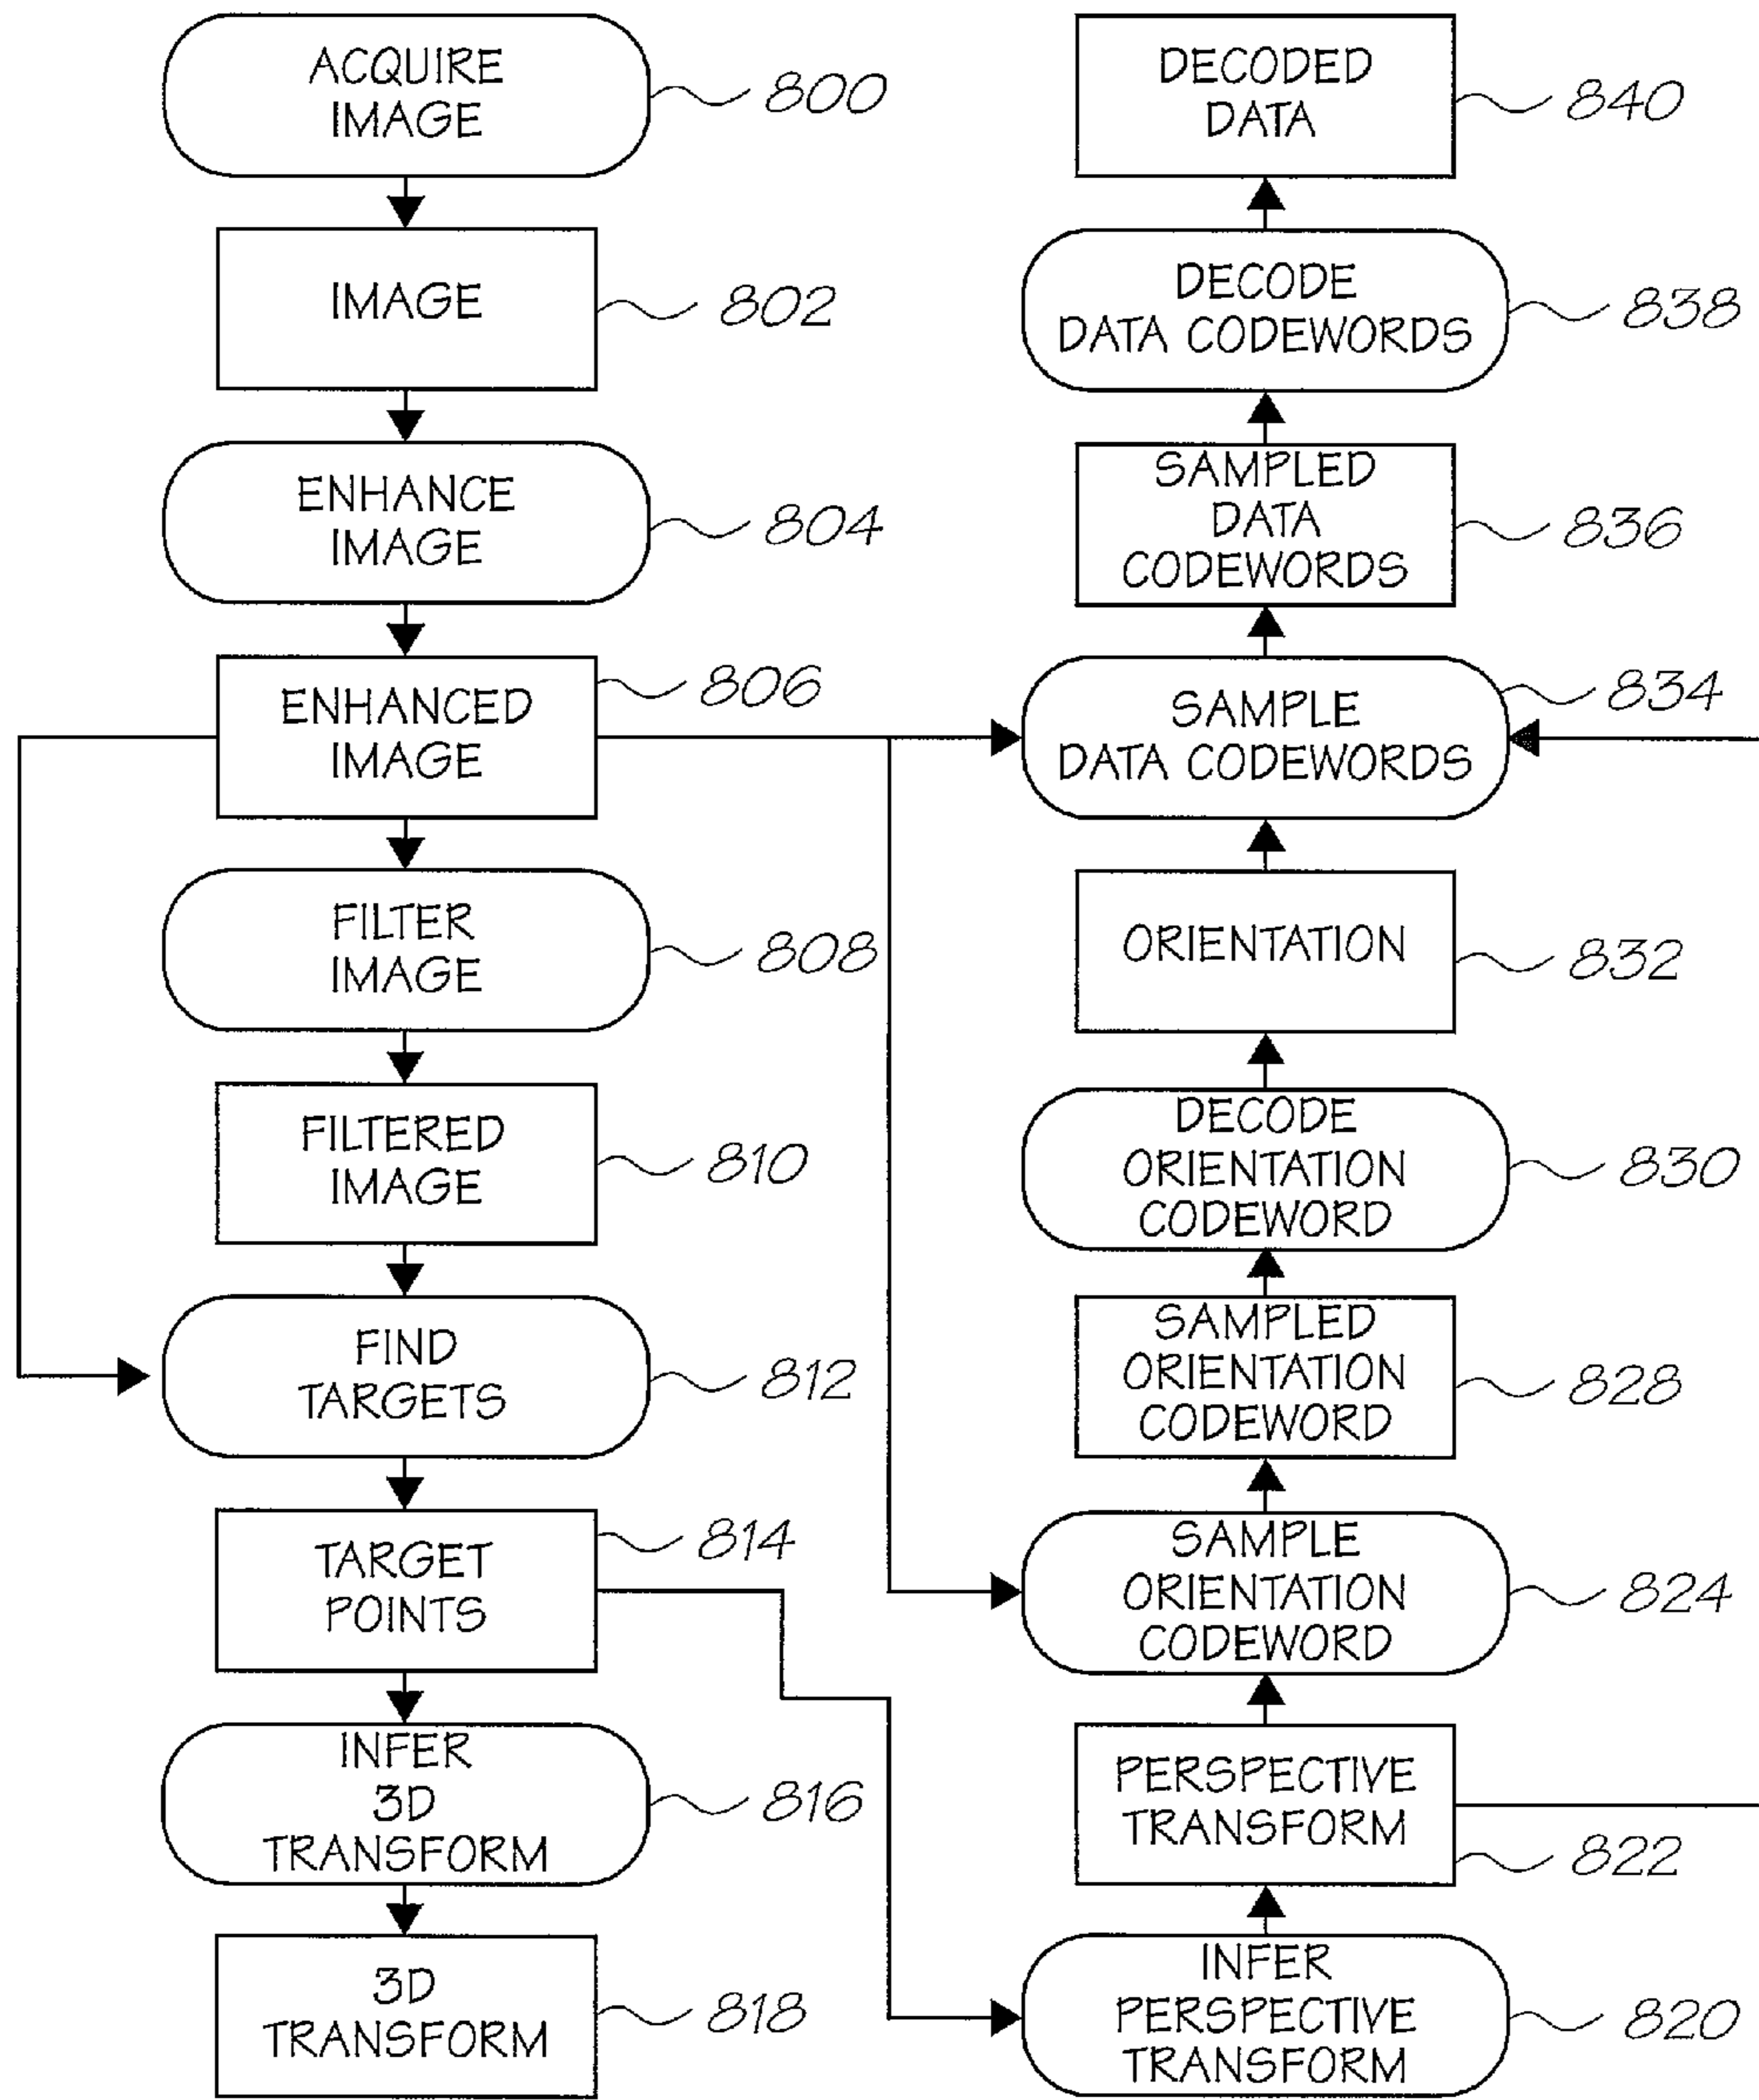 ACQUIRE
IMAGE
800
IMAGE
802
ENHANCE
IMAGE
804
ENHANCED
IMAGE
806
FILTER
IMAGE
808
FILTERED
IMAGE
810
FIND
TARGETS
812
TARGET
POINTS
814
INFER
3D
TRANSFORM
816
3D
TRANSFORM
818
DECODED
DATA
840
DECODE
DATA CODEWORDS
838
SAMPLED
DATA
CODEWORDS
836
SAMPLE
DATA CODEWORDS
834
ORIENTATION
832
DECODE
ORIENTATION
CODEWORD
830
SAMPLED
ORIENTATION
CODEWORD
828
SAMPLE
ORIENTATION
CODEWORD
824
PERSPECTIVE
TRANSFORM
822
INFER
PERSPECTIVE
TRANSFORM
820